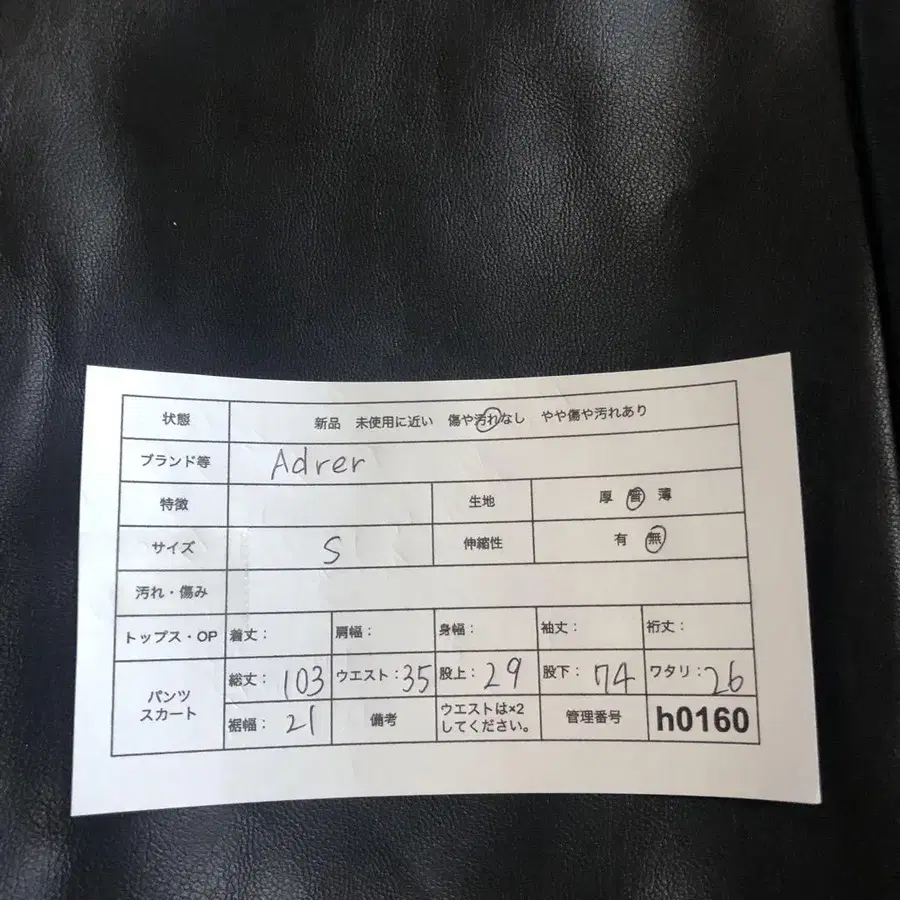 状態 新品 未使用に近い 傷や汚れなし やや傷や汚れあり
ブランド等 Adrer
特徴 生地 厚 普 薄
サイズ S 伸縮性 有 無
汚れ・傷み
トップス・OP 着丈： 肩幅： 身幅： 袖丈： 裄丈：
パンツ
スカート
総丈： 103 ウエスト： 35 股上： 29 股下： 74 ワタリ： 26
裾幅： 21 備考 ウエストは×2
してください。
管理番号 h0160